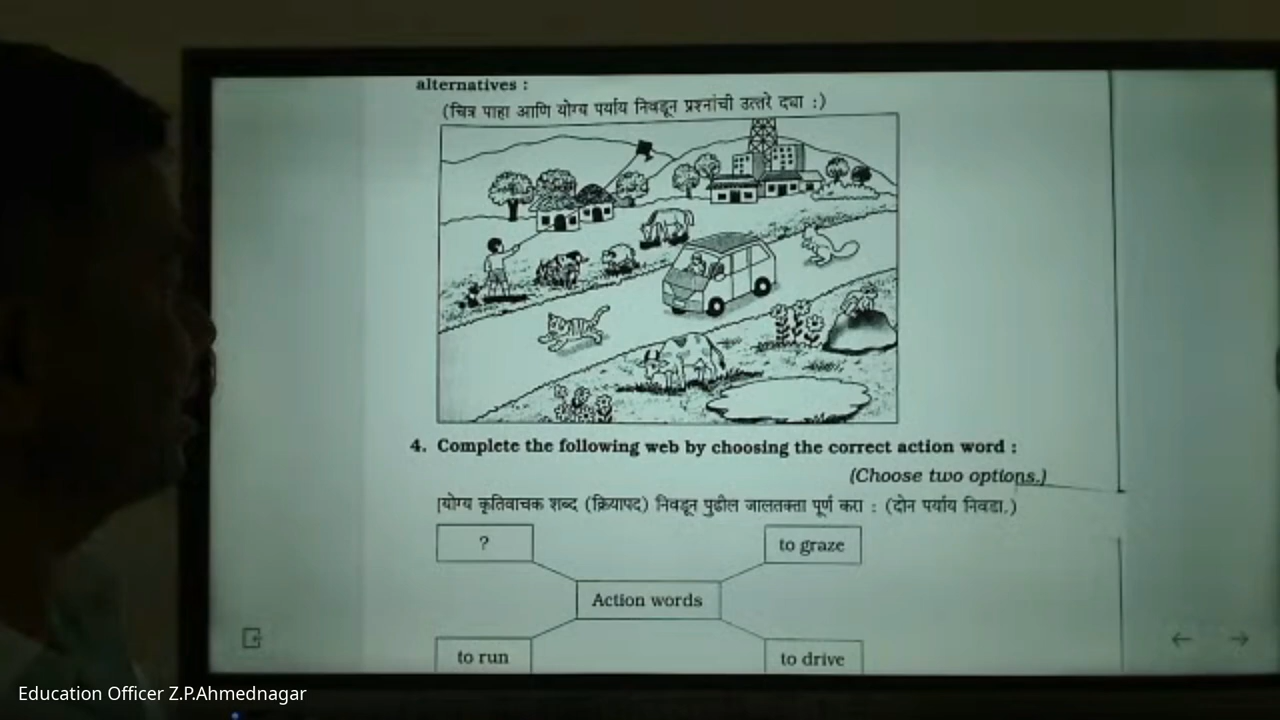 alternatives :
(चित्र पाहा आणि योग्य पर्याय निवडून प्रश्नांची उत्तरे दया :)
4. Complete the following web by choosing the correct action word :
(Choose two options.)
[योग्य कृतिवाचक शब्द (क्रियापद) निवडून पुढील जालतक्ता पूर्ण करा : (दोन पर्याय निवडा.)
?
to graze
Action words
to run
to drive
Education Officer Z.P.Ahmednagar